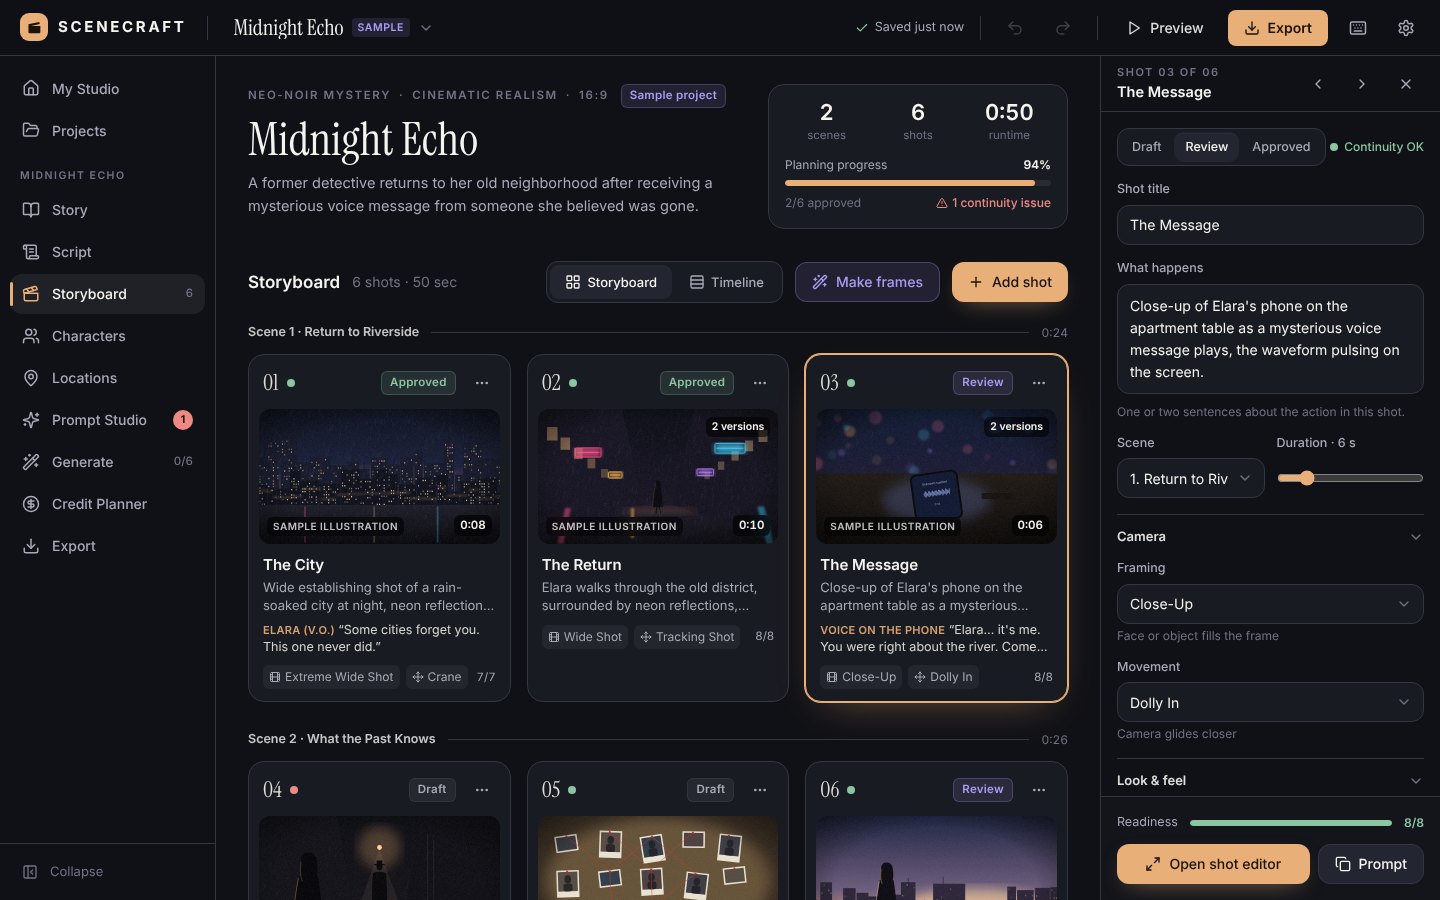 SCENECRAFT
Midnight Echo SAMPLE
Saved just now
Preview
Export
My Studio
Projects
MIDNIGHT ECHO
Story
Script
Storyboard 6
Characters
Locations
Prompt Studio 1
Generate 0/6
Credit Planner
Export
Collapse
NEO-NOIR MYSTERY · CINEMATIC REALISM · 16:9 Sample project
Midnight Echo
A former detective returns to her old neighborhood after receiving a
mysterious voice message from someone she believed was gone.
2 6 0:50
scenes shots runtime
Planning progress 94%
2/6 approved 1 continuity issue
Storyboard 6 shots · 50 sec
Storyboard Timeline
Make frames
Add shot
Scene 1 · Return to Riverside 0:24
01 Approved
SAMPLE ILLUSTRATION 0:08
The City
Wide establishing shot of a rain-
soaked city at night, neon reflection...
ELARA (V.O.) “Some cities forget you.
This one never did.”
Extreme Wide Shot Crane 7/7
02 Approved
2 versions
SAMPLE ILLUSTRATION 0:10
The Return
Elara walks through the old district,
surrounded by neon reflections,...
Wide Shot Tracking Shot 8/8
03 Review
2 versions
SAMPLE ILLUSTRATION 0:06
The Message
Close-up of Elara's phone on the
apartment table as a mysterious...
VOICE ON THE PHONE “Elara... it's me.
You were right about the river. Come...
Close-Up Dolly In 8/8
Scene 2 · What the Past Knows 0:26
04 Draft
05 Draft
06 Review
SHOT 03 OF 06
The Message
Draft Review Approved Continuity OK
Shot title
The Message
What happens
Close-up of Elara's phone on the
apartment table as a mysterious voice
message plays, the waveform pulsing on
the screen.
One or two sentences about the action in this shot.
Scene Duration · 6 s
1. Return to Riv
Camera
Framing
Close-Up
Face or object fills the frame
Movement
Dolly In
Camera glides closer
Look & feel
Readiness 8/8
Open shot editor Prompt